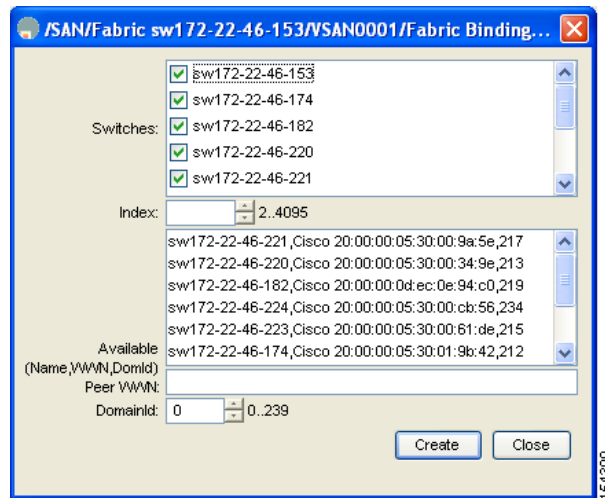 /SAN/Fabric sw172-22-46-153/VSAN0001/Fabric Binding...
Switches:
sw172-22-46-153
sw172-22-46-174
sw172-22-46-182
sw172-22-46-220
sw172-22-46-221
Index:
2..4095
sw172-22-46-221,Cisco 20:00:00:05:30:00:9a:5e,217
sw172-22-46-220,Cisco 20:00:00:05:30:00:34:9e,213
sw172-22-46-182,Cisco 20:00:00:0d:ec:0e:94:c0,219
sw172-22-46-224,Cisco 20:00:00:05:30:00:cb:56,234
sw172-22-46-223,Cisco 20:00:00:05:30:00:61:de,215
sw172-22-46-174,Cisco 20:00:00:05:30:01:9b:42,212
Available
(Name,WWN,DomId)
Peer WWN:
DomainId:
0
0..239
Create
Close